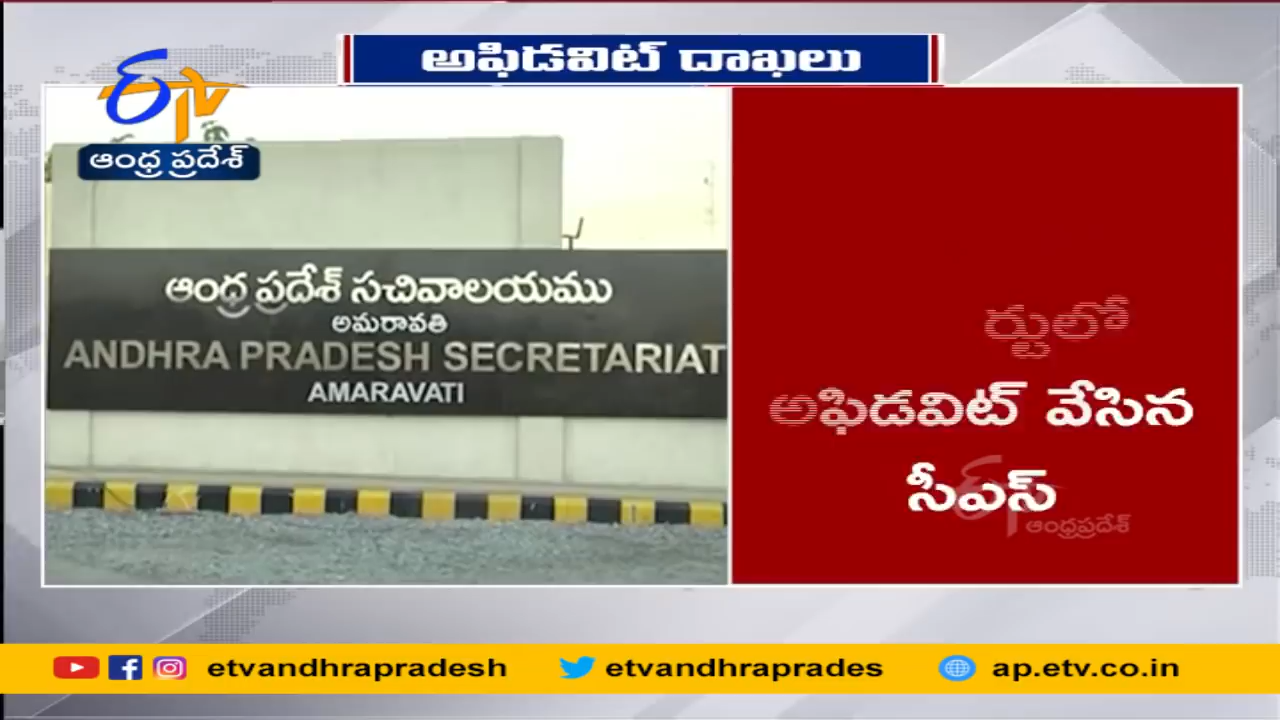 అఫిడవిట్ దాఖలు
ETV
ఆంధ్ర ప్రదేశ్
ఆంధ్ర ప్రదేశ్ సచివాలయము
అమరావతి
ANDHRA PRADESH SECRETARIAT
AMARAVATI
అఫిడవిట్ వేసిన
సీఎస్
ఆంధ్రప్రదేశ్
etvandhrapradesh
etvandhraprades
ap.etv.co.in